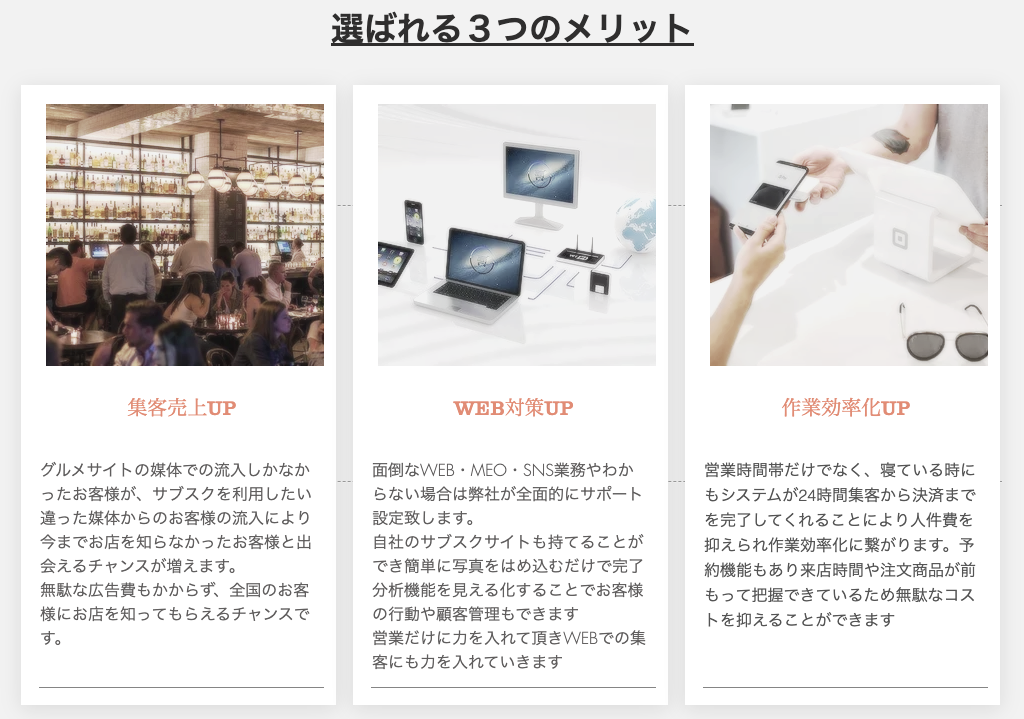 選ばれる３つのメリット
集客売上UP
グルメサイトの媒体での流入しかなか
ったお客様が、サブスクを利用したい
違った媒体からのお客様の流入により
今までお店を知らなかったお客様と出
会えるチャンスが増えます。
無駄な広告費もかからず、全国のお客
様にお店を知ってもらえるチャンスで
す。
WEB対策UP
面倒なWEB・MEO・SNS業務やわか
らない場合は弊社が全面的にサポート
設定致します。
自社のサブスクサイトも持てることが
でき簡単に写真をはめ込むだけで完了
分析機能を見える化することでお客様
の行動や顧客管理もできます
営業だけに力を入れて頂きWEBでの集
客にも力を入れていきます
作業効率化UP
営業時間帯だけでなく、寝ている時に
もシステムが24時間集客から決済まで
を完了してくれることにより人件費を
抑えられ作業効率化に繋がります。予
約機能もあり来店時間や注文商品が前
もって把握できているため無駄なコス
トを抑えることができます